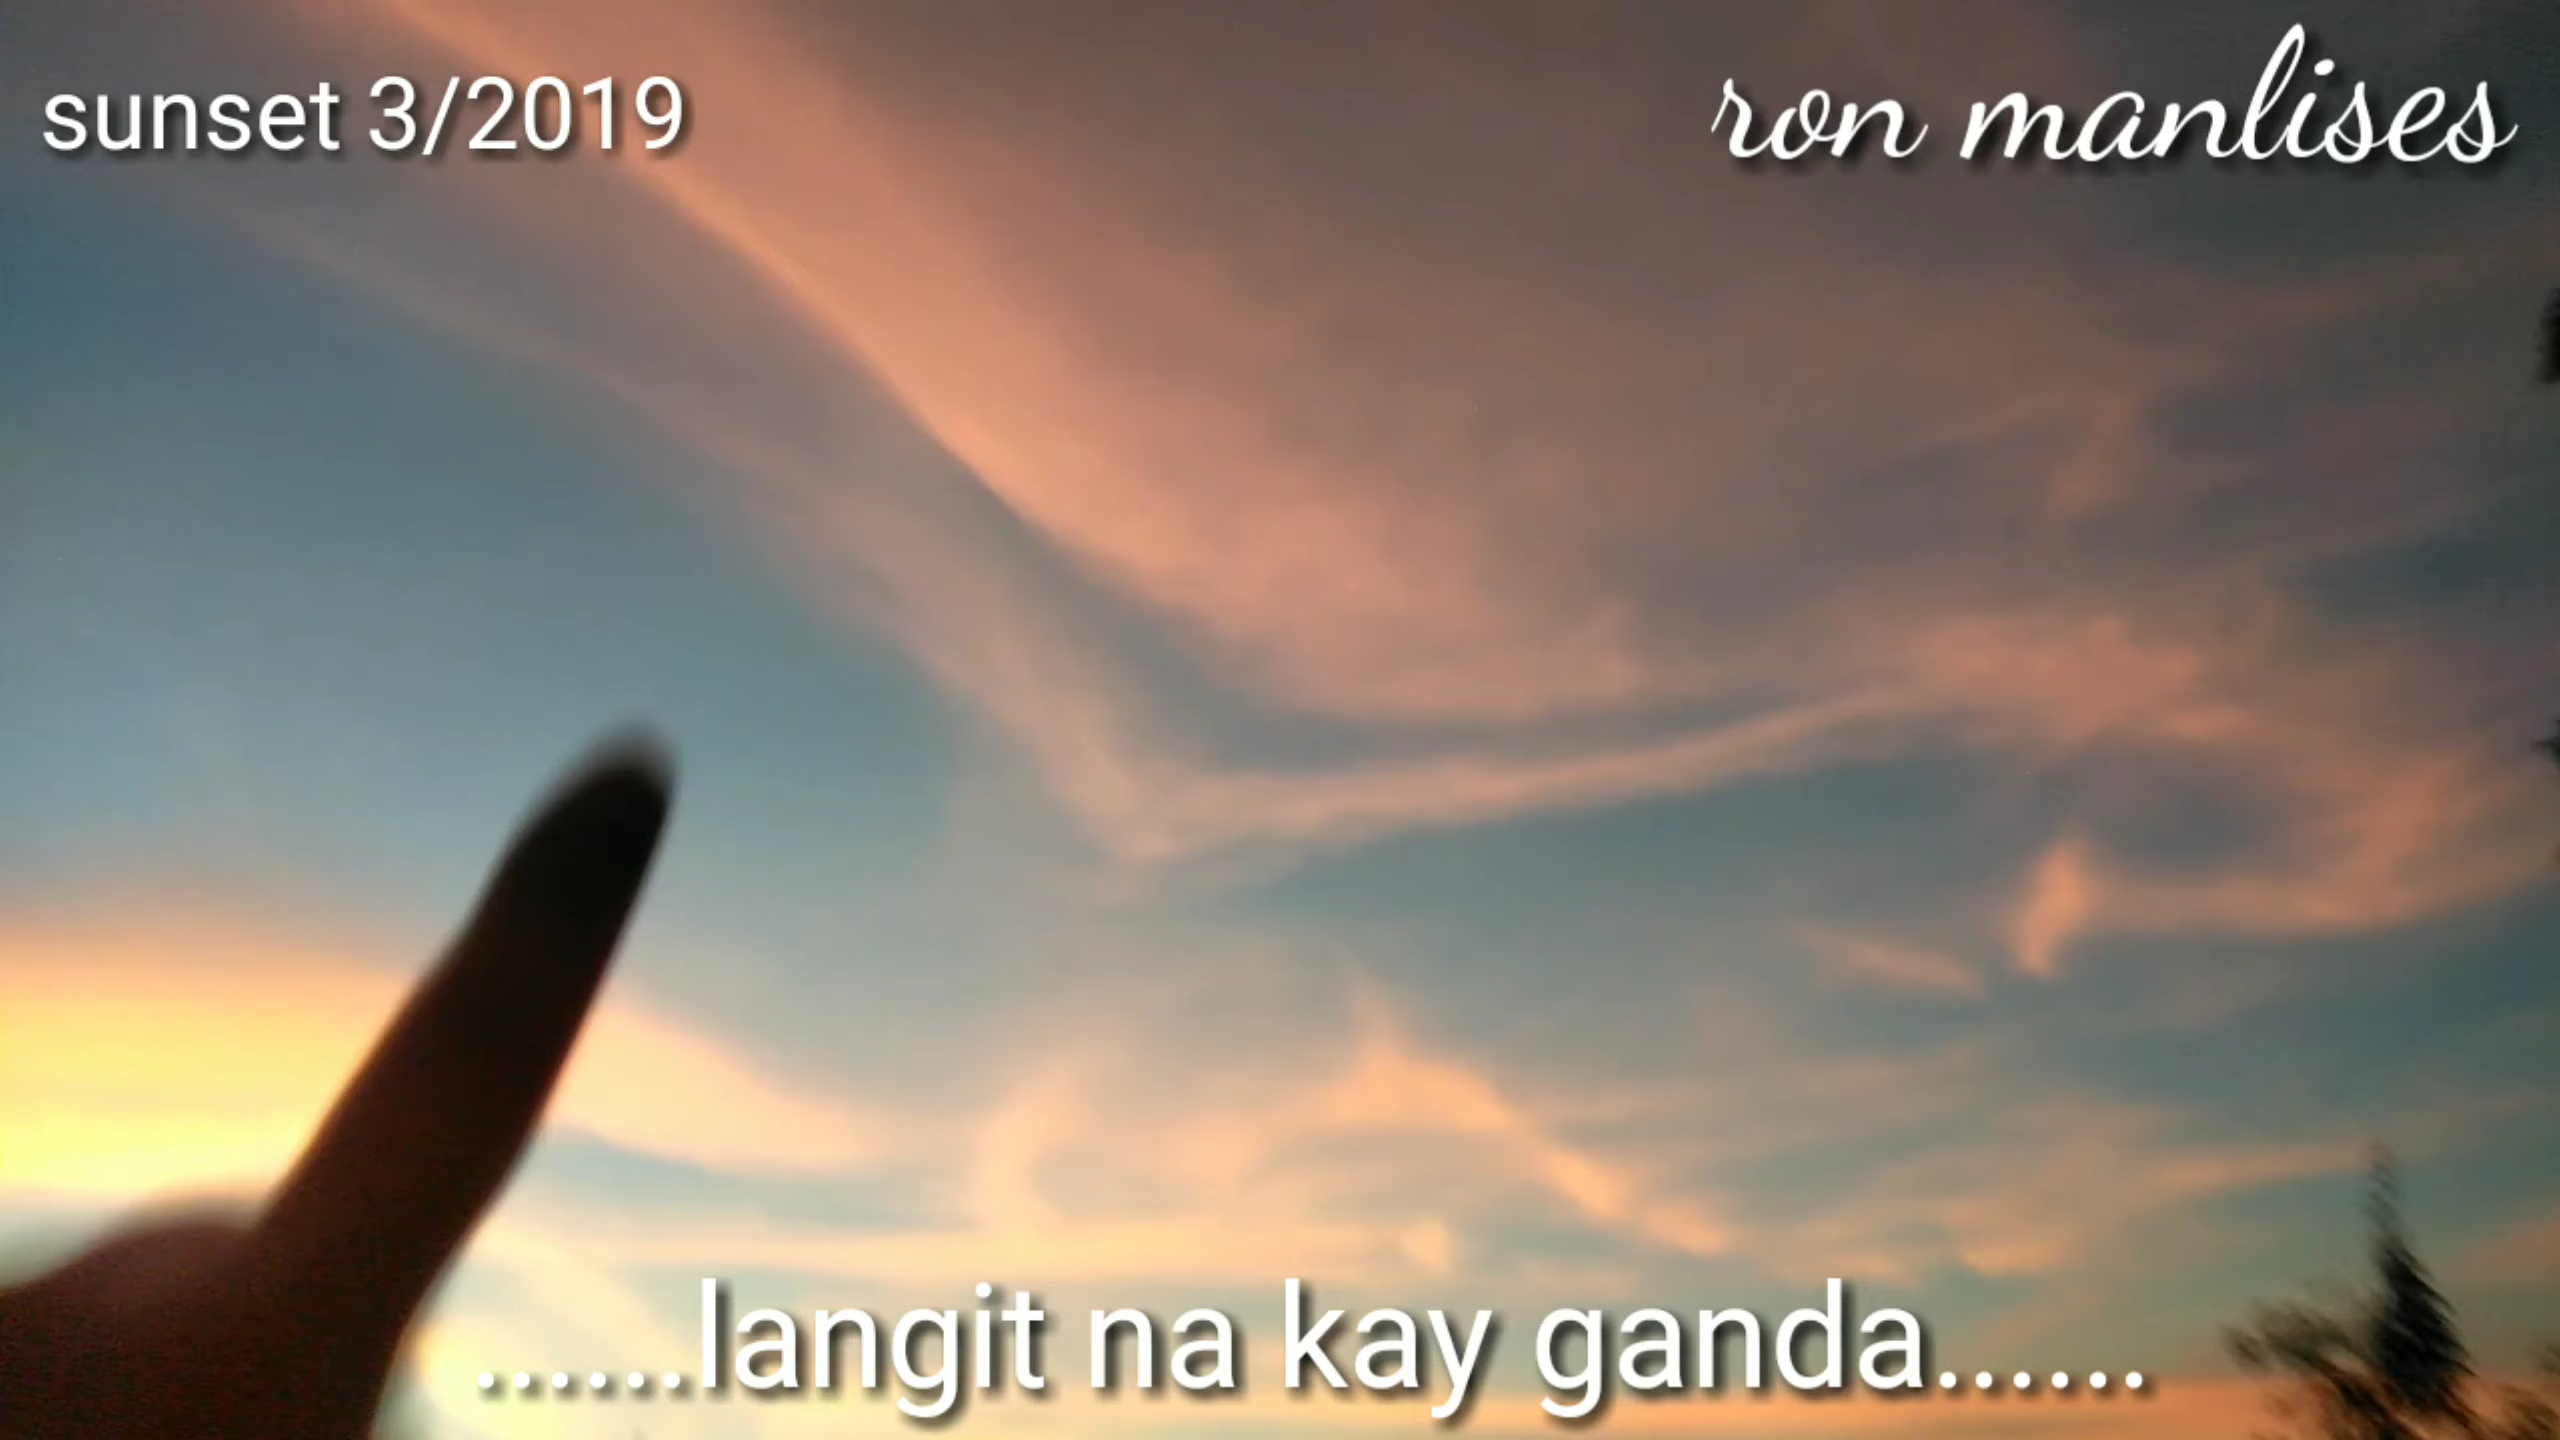 sunset 3/2019
ron manlises
......langit na kay ganda......